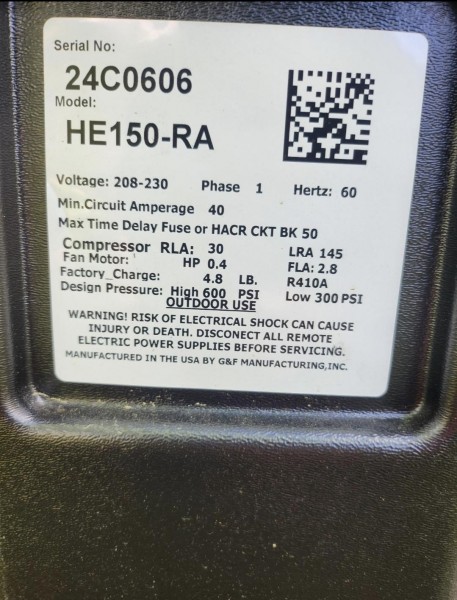 Serial No:
24C0606
Model:
HE150-RA
Voltage: 208-230 Phase 1 Hertz: 60
Min.Circuit Amperage 40
Max Time Delay Fuse or HACR CKT BK 50
Compressor RLA: 30 LRA 145
Fan Motor: HP 0.4 FLA: 2.8
Factory_Charge: 4.8 LB. R410A
Design Pressure: High 600 PSI Low 300 PSI
OUTDOOR USE
WARNING! RISK OF ELECTRICAL SHOCK CAN CAUSE
INJURY OR DEATH. DISCONECT ALL REMOTE
ELECTRIC POWER SUPPLIES BEFORE SERVICING.
MANUFACTURED IN THE USA BY G&F MANUFACTURING,INC.